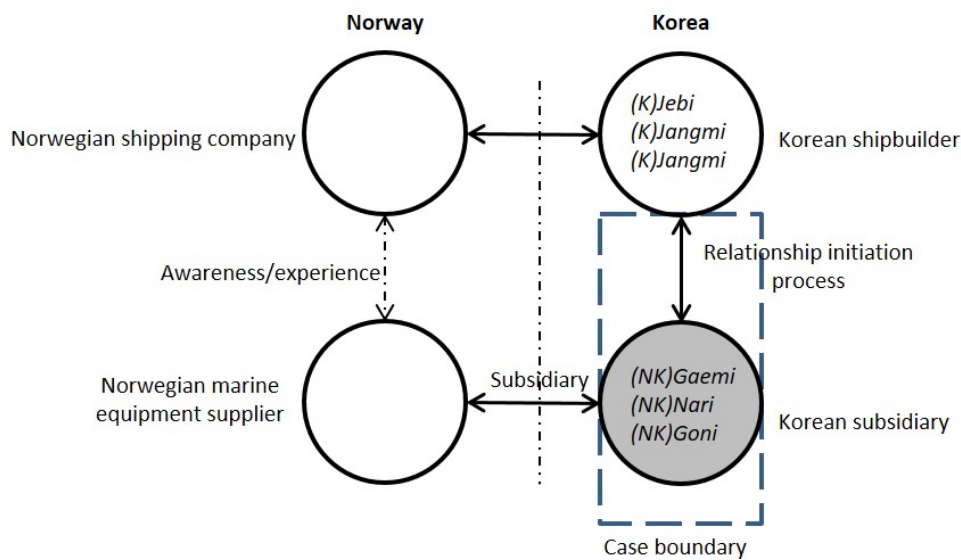 Norway
Korea
Norwegian shipping company
(K)Jebi
(K)Jangmi
(K)Jangmi
Korean shipbuilder
Awareness/experience
Relationship initiation
process
Norwegian marine
equipment supplier
Subsidiary
(NK)Gaemi
(NK)Nari
(NK)Goni
Korean subsidiary
Case boundary